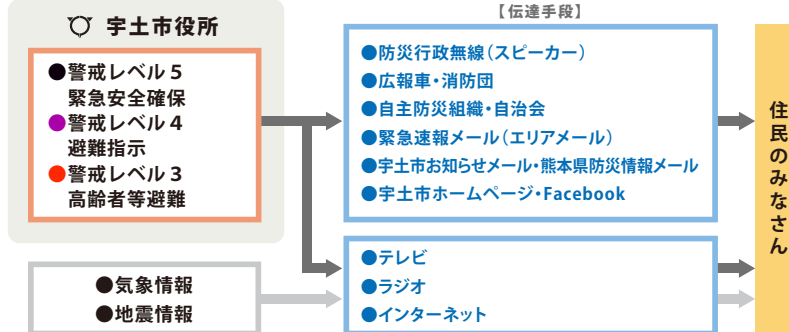 【伝達手段】
宇土市役所
●警戒レベル5
緊急安全確保
●警戒レベル4
避難指示
●警戒レベル3
高齢者等避難
●気象情報
●地震情報
●防災行政無線(スピーカー)
●広報車・消防団
●自主防災組織・自治会
●緊急速報メール(エリアメール)
●宇土市お知らせメール・熊本県防災情報メール
●宇土市ホームページ・Facebook
●テレビ
●ラジオ
●インターネット
住民のみなさん